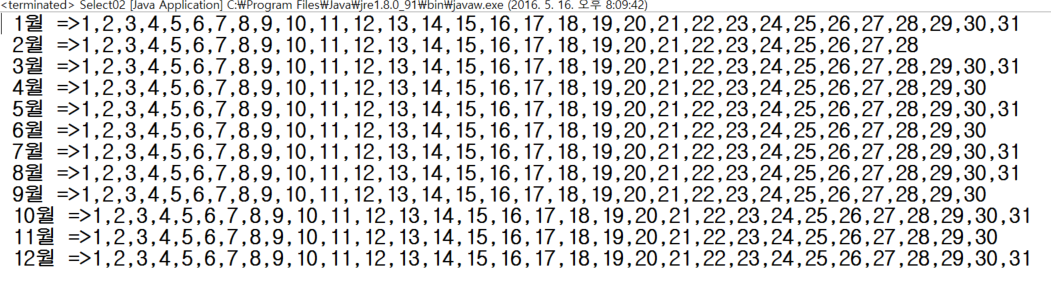 <terminated> Select02 [Java Application] C:₩Program Files₩Java₩jre1.8.0_91₩bin₩javaw.exe (2016. 5. 16. 오후 8:09:42)
1월 =>1,2,3,4,5,6,7,8,9,10,11,12,13,14,15,16,17,18,19,20,21,22,23,24,25,26,27,28,29,30,31
2월 =>1,2,3,4,5,6,7,8,9,10,11,12,13,14,15,16,17,18,19,20,21,22,23,24,25,26,27,28
3월 =>1,2,3,4,5,6,7,8,9,10,11,12,13,14,15,16,17,18,19,20,21,22,23,24,25,26,27,28,29,30,31
4월 =>1,2,3,4,5,6,7,8,9,10,11,12,13,14,15,16,17,18,19,20,21,22,23,24,25,26,27,28,29,30
5월 =>1,2,3,4,5,6,7,8,9,10,11,12,13,14,15,16,17,18,19,20,21,22,23,24,25,26,27,28,29,30,31
6월 =>1,2,3,4,5,6,7,8,9,10,11,12,13,14,15,16,17,18,19,20,21,22,23,24,25,26,27,28,29,30
7월 =>1,2,3,4,5,6,7,8,9,10,11,12,13,14,15,16,17,18,19,20,21,22,23,24,25,26,27,28,29,30,31
8월 =>1,2,3,4,5,6,7,8,9,10,11,12,13,14,15,16,17,18,19,20,21,22,23,24,25,26,27,28,29,30,31
9월 =>1,2,3,4,5,6,7,8,9,10,11,12,13,14,15,16,17,18,19,20,21,22,23,24,25,26,27,28,29,30
10월 =>1,2,3,4,5,6,7,8,9,10,11,12,13,14,15,16,17,18,19,20,21,22,23,24,25,26,27,28,29,30,31
11월 =>1,2,3,4,5,6,7,8,9,10,11,12,13,14,15,16,17,18,19,20,21,22,23,24,25,26,27,28,29,30
12월 =>1,2,3,4,5,6,7,8,9,10,11,12,13,14,15,16,17,18,19,20,21,22,23,24,25,26,27,28,29,30,31